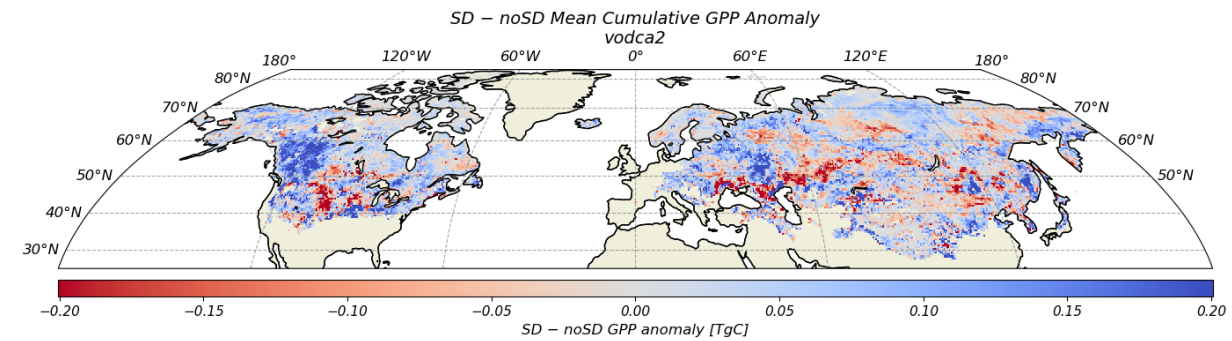 SD − noSD Mean Cumulative GPP Anomaly
vodca2
180° 120°W 60°W 0° 60°E 120°E 180°
80°N 80°N
70°N 70°N
60°N 60°N
50°N 50°N
40°N 40°N
30°N
−0.20 −0.15 −0.10 −0.05 0.00 0.05 0.10 0.15 0.20
SD − noSD GPP anomaly [TgC]